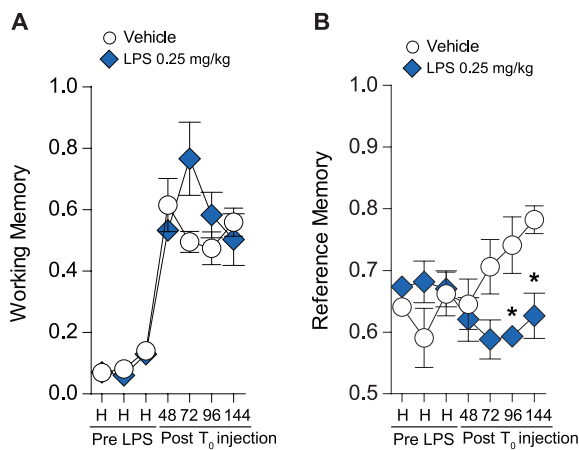 A
Vehicle
LPS 0.25 mg/kg
1.0
0.8
0.6
0.4
0.2
0.0
Working Memory
H H H 48 72 96 144
Pre LPS Post T0 injection
B
Vehicle
LPS 0.25 mg/kg
1.0
0.9
0.8
0.7
0.6
0.5
Reference Memory
* *
H H H 48 72 96 144
Pre LPS Post T0 injection